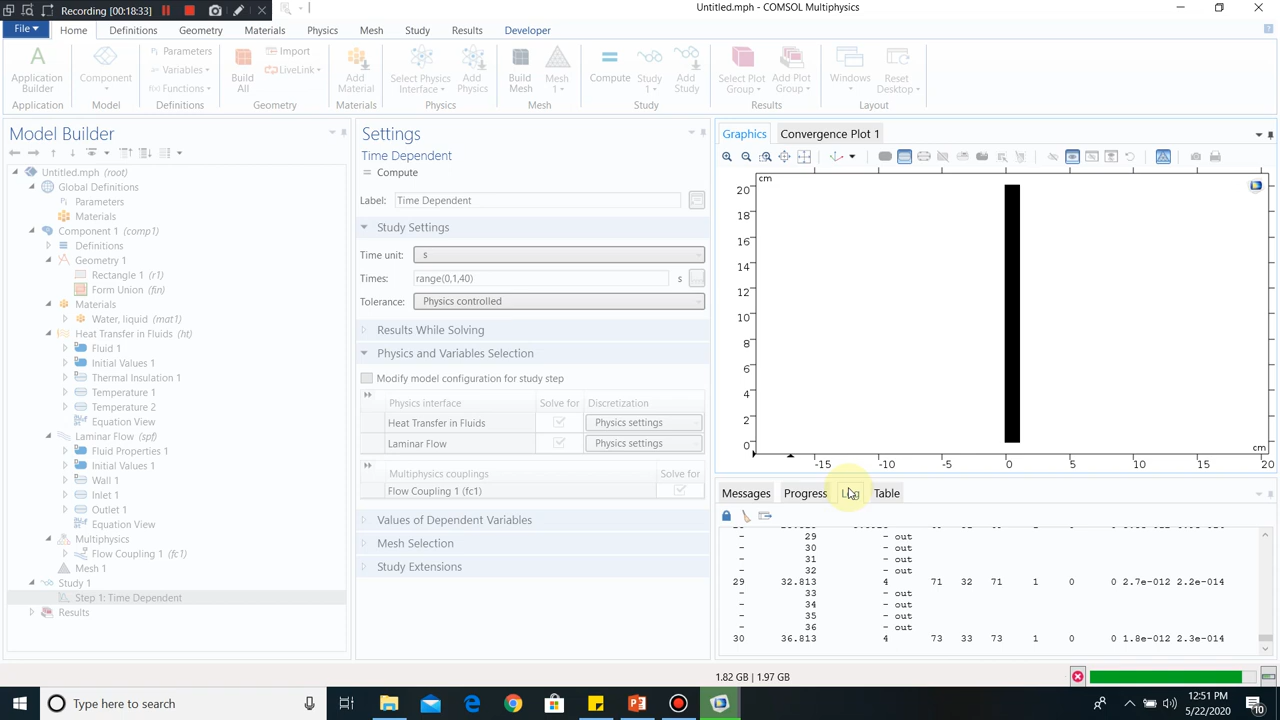 Recording [00:18:33]
Untitled.mph - COMSOL Multiphysics
File
Home
Definitions
Geometry
Materials
Physics
Mesh
Study
Results
Developer
Application
Builder
Application
Component
Model
Parameters
Variables
Functions
Definitions
Build
All
Import
LiveLink
Geometry
Add
Material
Materials
Select Physics
Interface
Add
Physics
Physics
Build
Mesh
Mesh
1
Mesh
Compute
Study
1
Add
Study
Study
Select Plot
Group
Add Plot
Group
Results
Windows
Reset
Desktop
Layout
Model Builder
Untitled.mph (root)
Global Definitions
Parameters
Materials
Component 1 (comp1)
Definitions
Geometry 1
Rectangle 1 (r1)
Form Union (fin)
Materials
Water, liquid (mat1)
Heat Transfer in Fluids (ht)
Fluid 1
Initial Values 1
Thermal Insulation 1
Temperature 1
Temperature 2
Equation View
Laminar Flow (spf)
Fluid Properties 1
Initial Values 1
Wall 1
Inlet 1
Outlet 1
Equation View
Multiphysics
Flow Coupling 1 (fc1)
Mesh 1
Study 1
Step 1: Time Dependent
Results
Settings
Time Dependent
= Compute
Label: Time Dependent
Study Settings
Time unit: s
Times: range(0,1,40) s
Tolerance: Physics controlled
Results While Solving
Physics and Variables Selection
Modify model configuration for study step
Physics interface Solve for Discretization
Heat Transfer in Fluids Physics settings
Laminar Flow Physics settings
Multiphysics couplings Solve for
Flow Coupling 1 (fc1)
Values of Dependent Variables
Mesh Selection
Study Extensions
Graphics Convergence Plot 1
cm
20
18
16
14
12
10
8
6
4
2
0
-15 -10 -5 0 5 10 15 20
cm
Messages Progress Log Table
- 29 - out
- 30 - out
- 31 - out
- 32 - out
29 32.813 4 71 32 71 1 0 0 2.7e-012 2.2e-014
- 33 - out
- 34 - out
- 35 - out
- 36 - out
30 36.813 4 73 33 73 1 0 0 1.8e-012 2.3e-014
1.82 GB | 1.97 GB
Type here to search
12:51 PM
5/22/2020
10